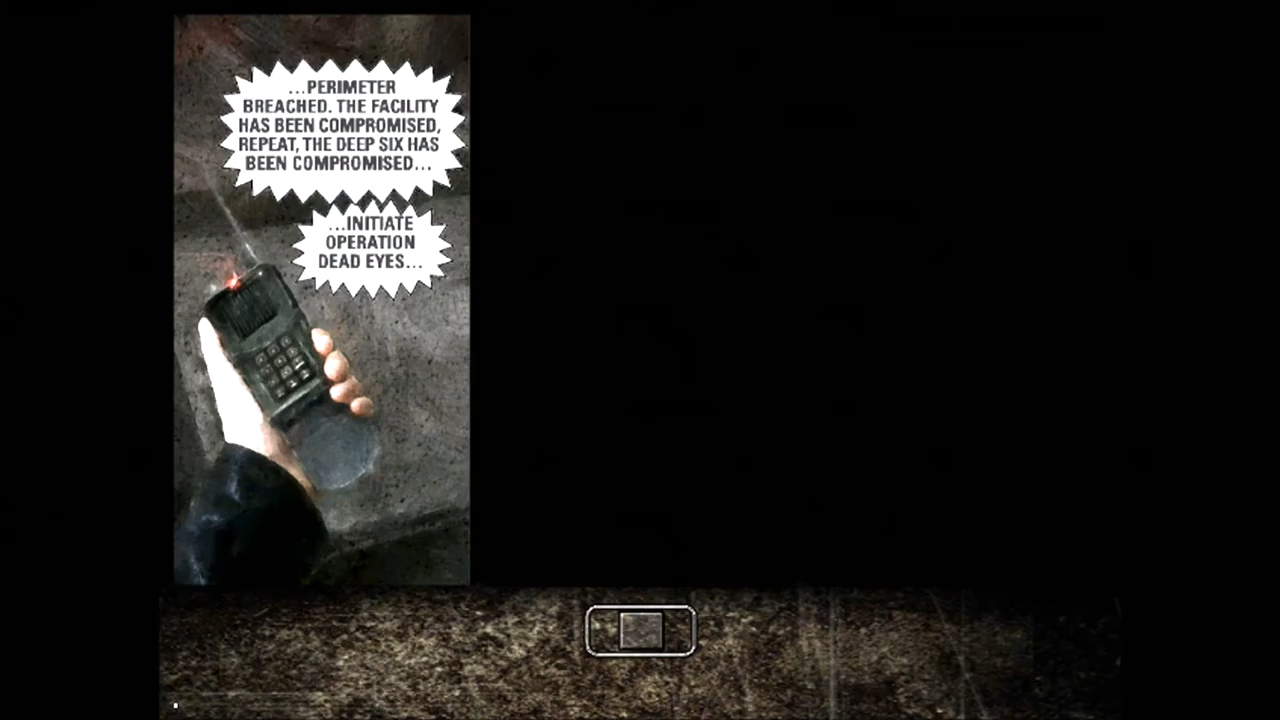 ...PERIMETER
BREACHED. THE FACILITY
HAS BEEN COMPROMISED,
REPEAT, THE DEEP SIX HAS
BEEN COMPROMISED...
...INITIATE
OPERATION
DEAD EYES...